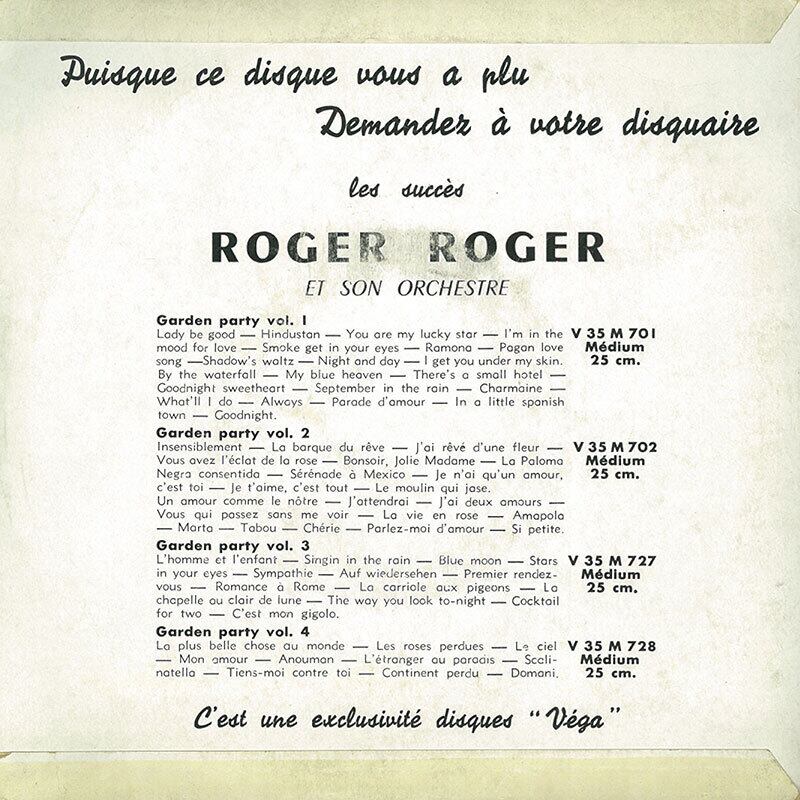 Puisque ce disque vous a plu
Demandez à votre disquaire
les succès
ROGER ROGER
ET SON ORCHESTRE
Garden party vol. 1
Lady be good — Hindustan — You are my lucky star — I'm in the
mood for love — Smoke get in your eyes — Ramona — Pagan love
song —Shadow's waltz — Night and day — I get you under my skin.
By the waterfall — My blue heaven — There's a small hotel —
Goodnight sweetheart — September in the rain — Charmaine —
What'll I do — Always — Parade d'amour — In a little spanish
town — Goodnight.
V 35 M 701
Médium
25 cm.
Garden party vol. 2
Insensiblement — La barque du rêve — J'ai rêvé d'une fleur —
Vous avez l'éclat de la rose — Bonsoir, Jolie Madame — La Paloma
Negra consentida — Sérénade à Mexico — Je n'ai qu'un amour,
c'est toi — Je t'aime, c'est tout — Le moulin qui jase.
Un amour comme le nôtre — J'attendrai — J'ai deux amours —
Vous qui passez sans me voir — La vie en rose — Amapola
— Marta — Tabou — Chérie — Parlez-moi d'amour — Si petite.
V 35 M 702
Médium
25 cm.
Garden party vol. 3
L'homme et l'enfant — Singin in the rain — Blue moon — Stars
in your eyes — Sympathie — Auf wiedersehen — Premier rendez-
vous — Romance à Rome — La carriole aux pigeons — La
chapelle au clair de lune — The way you look to-night — Cocktail
for two — C'est mon gigolo.
V 35 M 727
Médium
25 cm.
Garden party vol. 4
La plus belle chose au monde — Les roses perdues — Le ciel
— Mon amour — Anouman — L'étranger au paradis — Scali-
natella — Tiens-moi contre toi — Continent perdu — Domani.
V 35 M 728
Médium
25 cm.
C'est une exclusivité disques "Véga"